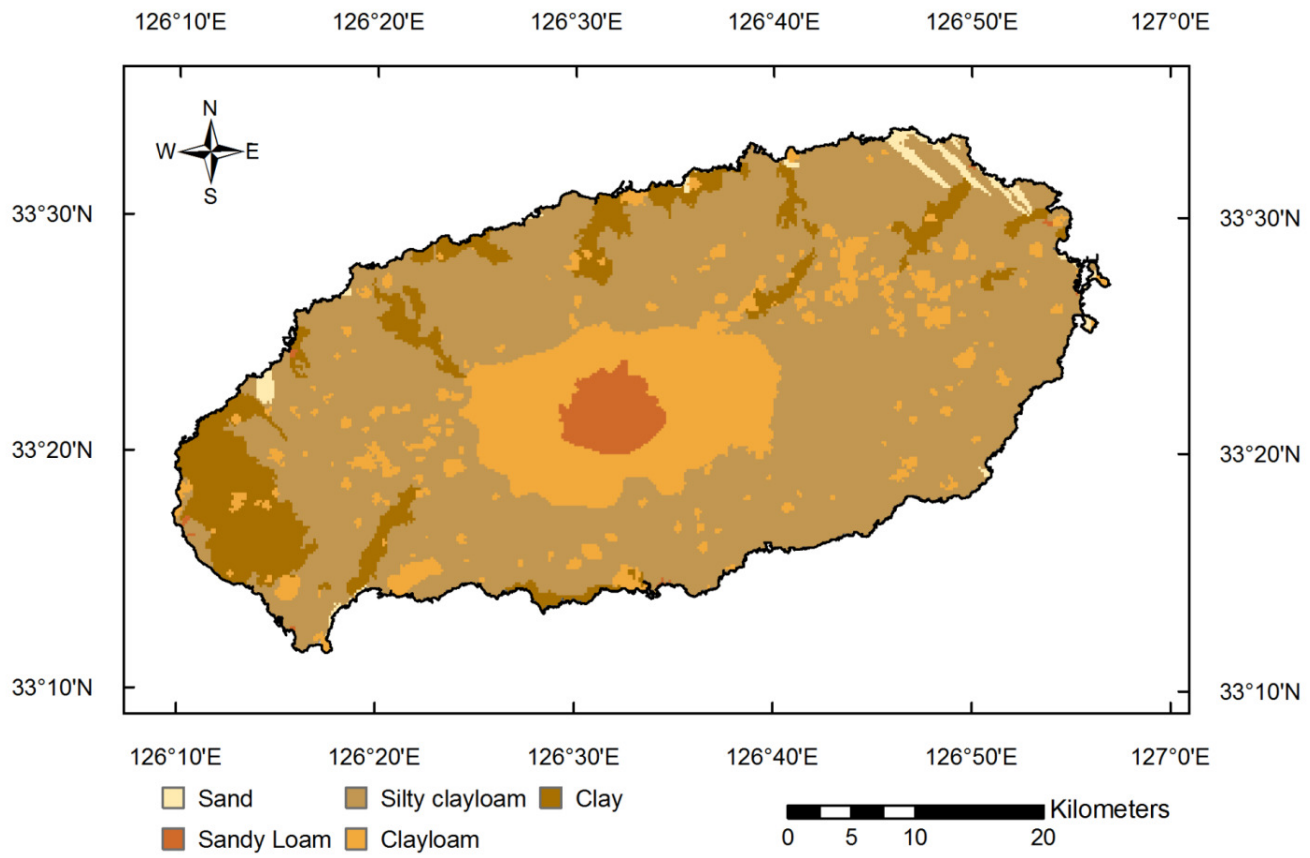 126°10'E 126°20'E 126°30'E 126°40'E 126°50'E 127°0'E
N
W E
S
33°30'N 33°30'N
33°20'N 33°20'N
33°10'N 33°10'N
126°10'E 126°20'E 126°30'E 126°40'E 126°50'E 127°0'E
Sand Silty clayloam Clay
Sandy Loam Clayloam
Kilometers
0 5 10 20